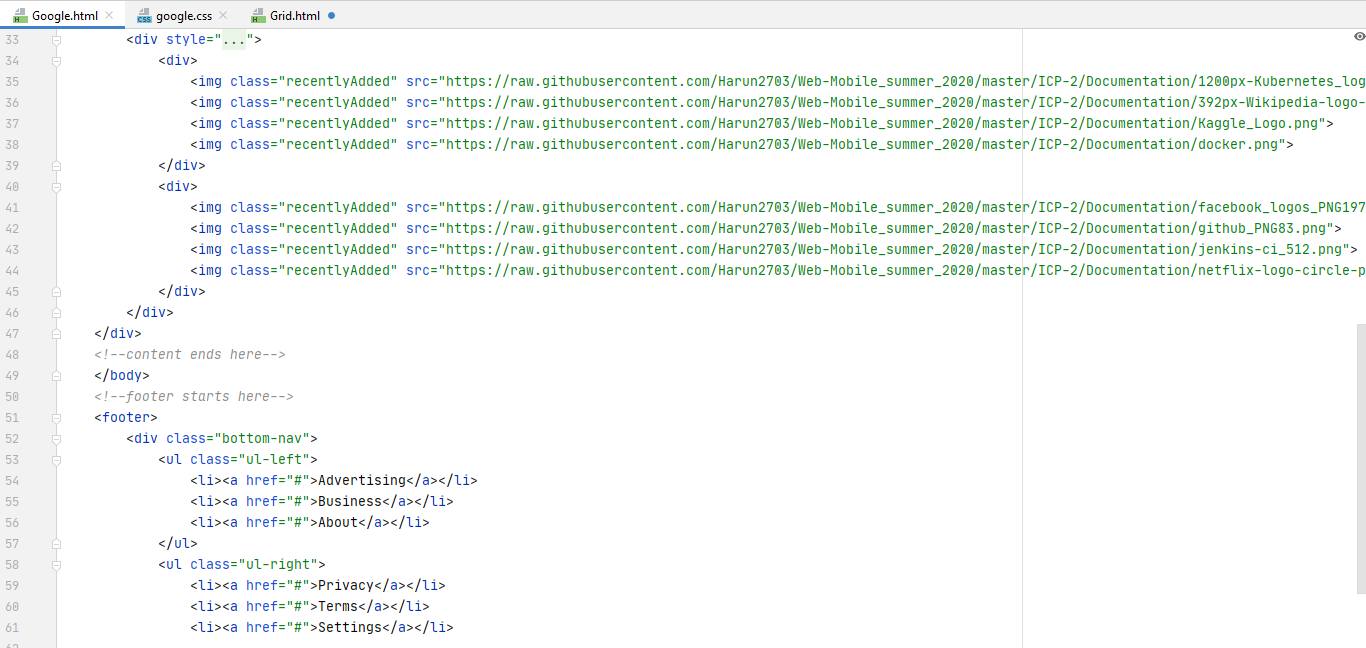 Google.html google.css Grid.html
33 <div style="...">
34 <div>
35 <img class="recentlyAdded" src="https://raw.githubusercontent.com/Harun2703/Web-Mobile_summer_2020/master/ICP-2/Documentation/1200px-Kubernetes_log
36 <img class="recentlyAdded" src="https://raw.githubusercontent.com/Harun2703/Web-Mobile_summer_2020/master/ICP-2/Documentation/392px-Wikipedia-logo-
37 <img class="recentlyAdded" src="https://raw.githubusercontent.com/Harun2703/Web-Mobile_summer_2020/master/ICP-2/Documentation/Kaggle_Logo.png">
38 <img class="recentlyAdded" src="https://raw.githubusercontent.com/Harun2703/Web-Mobile_summer_2020/master/ICP-2/Documentation/docker.png">
39 </div>
40 <div>
41 <img class="recentlyAdded" src="https://raw.githubusercontent.com/Harun2703/Web-Mobile_summer_2020/master/ICP-2/Documentation/facebook_logos_PNG197
42 <img class="recentlyAdded" src="https://raw.githubusercontent.com/Harun2703/Web-Mobile_summer_2020/master/ICP-2/Documentation/github_PNG83.png">
43 <img class="recentlyAdded" src="https://raw.githubusercontent.com/Harun2703/Web-Mobile_summer_2020/master/ICP-2/Documentation/jenkins-ci_512.png">
44 <img class="recentlyAdded" src="https://raw.githubusercontent.com/Harun2703/Web-Mobile_summer_2020/master/ICP-2/Documentation/netflix-logo-circle-p
45 </div>
46 </div>
47 </div>
48 <!--content ends here-->
49 </body>
50 <!--footer starts here-->
51 <footer>
52 <div class="bottom-nav">
53 <ul class="ul-left">
54 <li><a href="#">Advertising</a></li>
55 <li><a href="#">Business</a></li>
56 <li><a href="#">About</a></li>
57 </ul>
58 <ul class="ul-right">
59 <li><a href="#">Privacy</a></li>
60 <li><a href="#">Terms</a></li>
61 <li><a href="#">Settings</a></li>